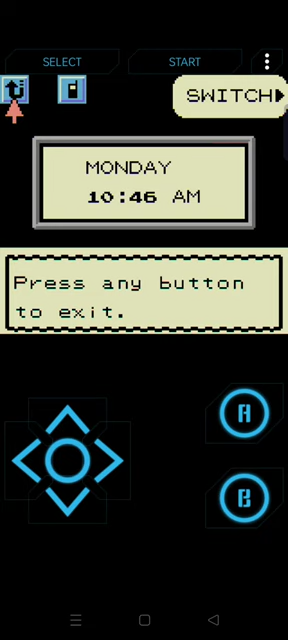 SELECT START
SWITCH
MONDAY
10:46 AM
Press any button
to exit.
A
B